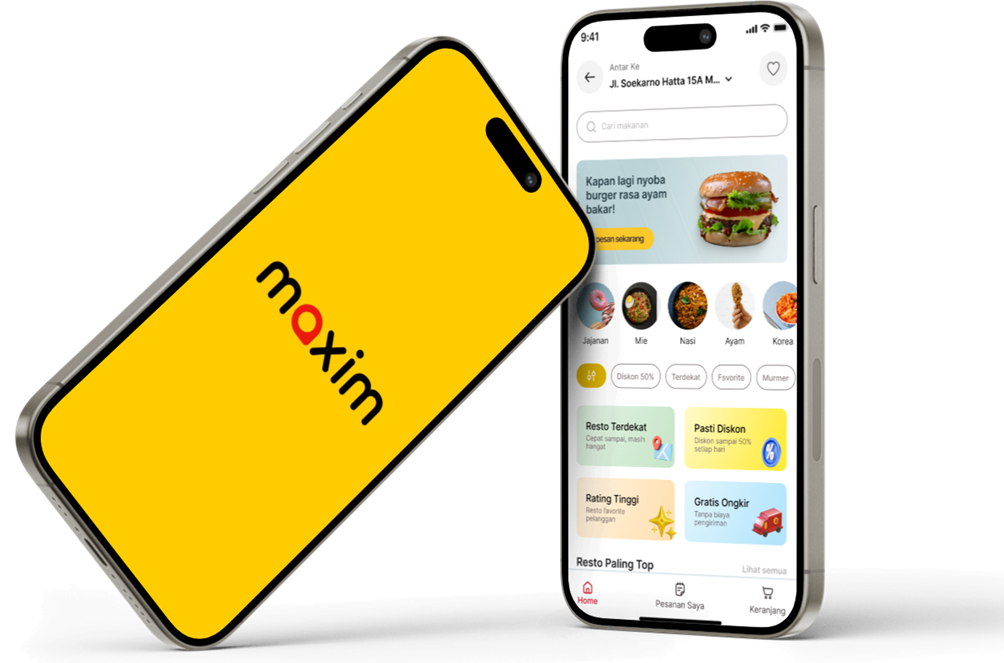 maxim
9:41
Antar Ke
Jl. Soekarno Hatta 15A M...
Cari makanan
Kapan lagi nyoba
burger rasa ayam
bakar!
pesan sekarang
Jajanan
Mie
Nasi
Ayam
Korea
Diskon 50%
Terdekat
Fsvorite
Murmer
Resto Terdekat
Cepat sampai, masih
hangat
Pasti Diskon
Diskon sampai 50%
setiap hari
Rating Tinggi
Resto favorite
pelanggan
Gratis Ongkir
Tanpa biaya
pengiriman
Resto Paling Top
Lihat semua
Home
Pesanan Saya
Keranjang